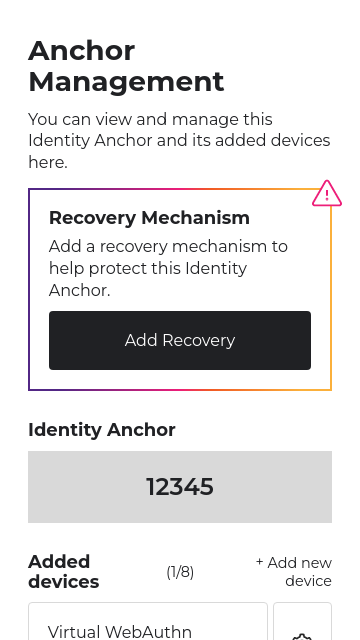 Anchor
Management
You can view and manage this
Identity Anchor and its added devices
here.
Recovery Mechanism
Add a recovery mechanism to
help protect this Identity
Anchor.
Add Recovery
Identity Anchor
12345
Added
devices
(1/8)
+ Add new
device
Virtual WebAuthn